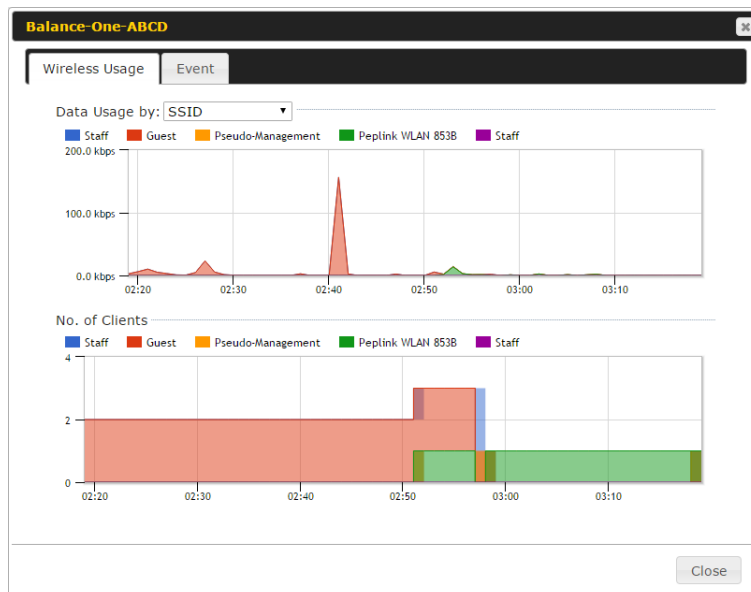 Balance-One-ABCD
Wireless Usage Event
Data Usage by: SSID
Staff Guest Pseudo-Management Peplink WLAN 853B Staff
200.0 kbps
100.0 kbps
0.0 kbps
02:20 02:30 02:40 02:50 03:00 03:10
No. of Clients
Staff Guest Pseudo-Management Peplink WLAN 853B Staff
4
2
0
02:20 02:30 02:40 02:50 03:00 03:10
Close